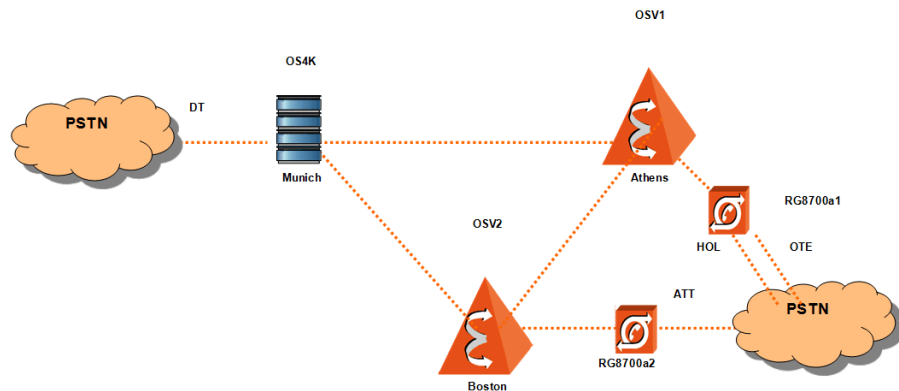 OSV1
OS4K
DT
PSTN
Munich
Athens
RG8700a1
OSV2
HOL
OTE
ATT
PSTN
RG8700a2
Boston